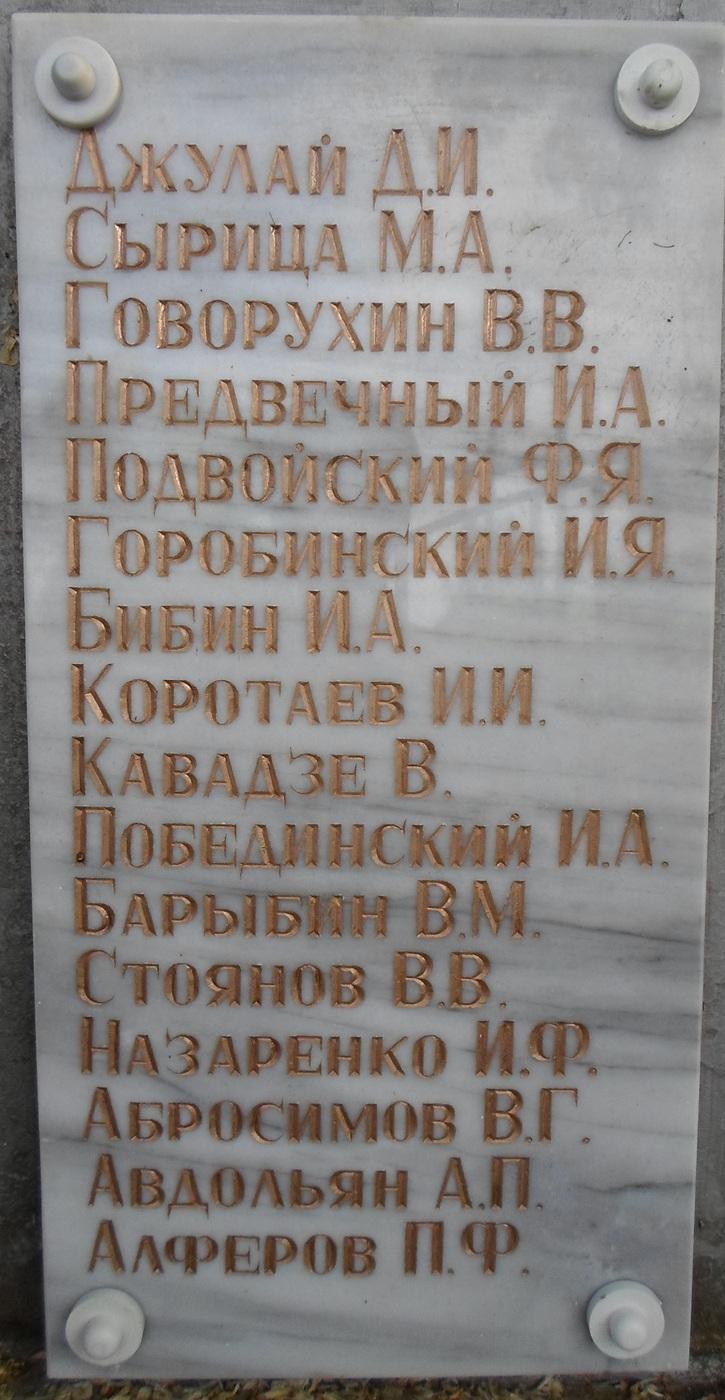 Джулай Д.И.
Сырица М.А.
Говорухин В.В.
Предвечный И.А.
Подвойский Ф.Я.
Горобинский И.Я.
Бибин И.А.
Коротаев И.И.
Кавадзе В.
Побединский И.А.
Барыбин В.М.
Стоянов В.В.
Назаренко И.Ф.
Абросимов В.Г.
Авдольян А.П.
Алферов П.Ф.